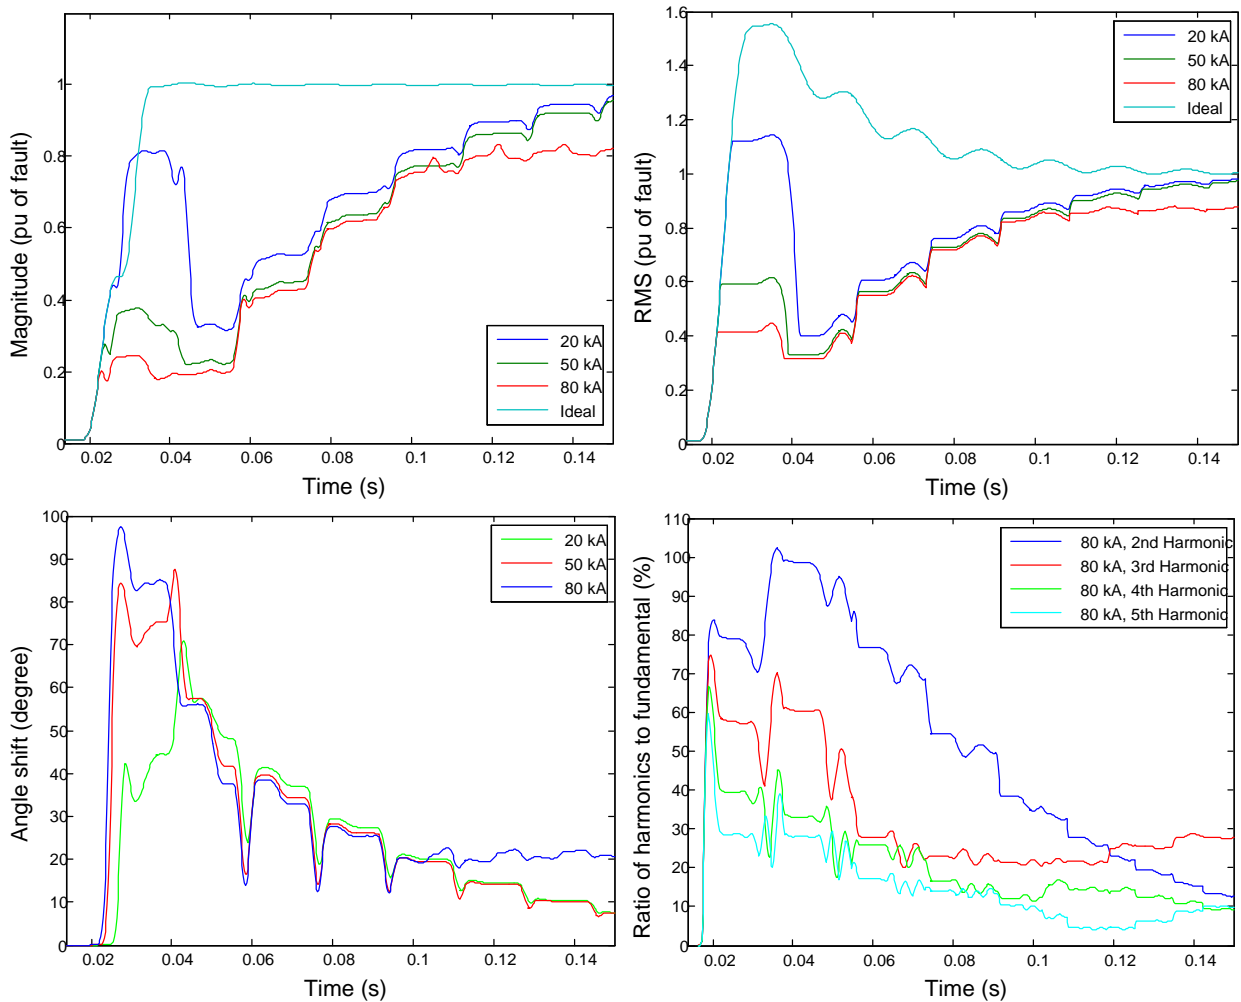 Magnitude (pu of fault)
1
0.8
0.6
0.4
0.2
0
20 kA
50 kA
80 kA
Ideal
0.02
0.04
0.06
0.08
0.1
0.12
0.14
Time (s)
RMS (pu of fault)
1.6
1.4
1.2
1
0.8
0.6
0.4
0.2
0
20 kA
50 kA
80 kA
Ideal
0.02
0.04
0.06
0.08
0.1
0.12
0.14
Time (s)
Angle shift (degree)
100
90
80
70
60
50
40
30
20
10
0
20 kA
50 kA
80 kA
0.02
0.04
0.06
0.08
0.1
0.12
0.14
Time (s)
Ratio of harmonics to fundamental (%)
110
100
90
80
70
60
50
40
30
20
10
0
80 kA, 2nd Harmonic
80 kA, 3rd Harmonic
80 kA, 4th Harmonic
80 kA, 5th Harmonic
0.02
0.04
0.06
0.08
0.1
0.12
0.14
Time (s)